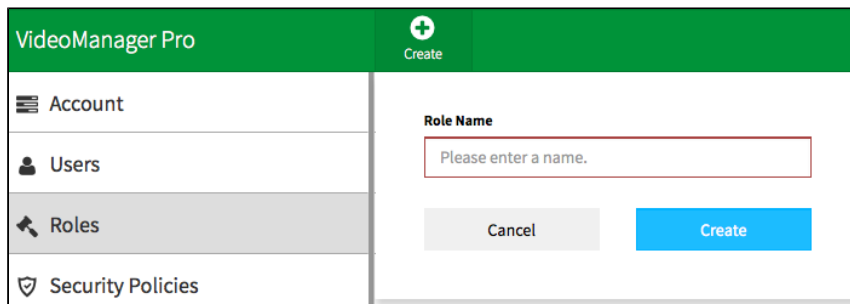 VideoManager Pro
Create
Account
Users
Roles
Security Policies
Role Name
Please enter a name.
Cancel
Create